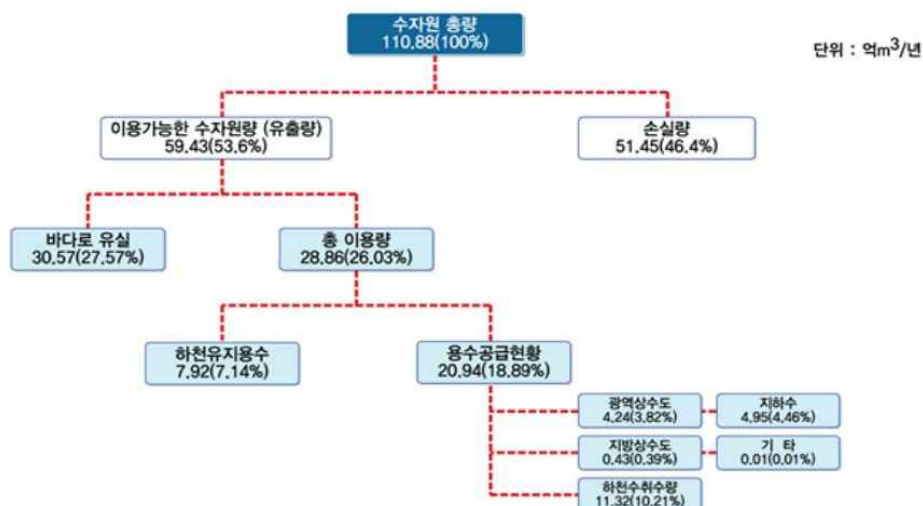 수자원 총량
110.88(100%)
단위 : 억m³/년
이용가능한 수자원량 (유출량)
59.43(53.6%)
손실량
51.45(46.4%)
바다로 유실
30.57(27.57%)
총 이용량
28.86(26.03%)
하천유지용수
7.92(7.14%)
용수공급현황
20.94(18.89%)
광역상수도
4.24(3.82%)
지하수
4.95(4.46%)
지방상수도
0.43(0.39%)
기 타
0.01(0.01%)
하천수취수량
11.32(10.21%)